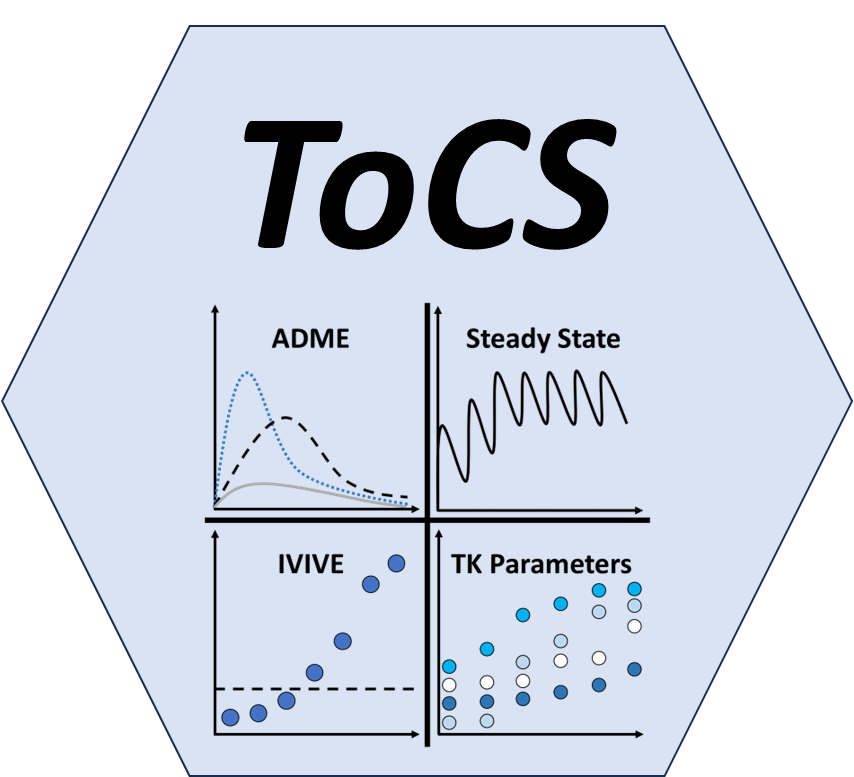 ToCS
ADME
Steady State
IVIVE
TK Parameters